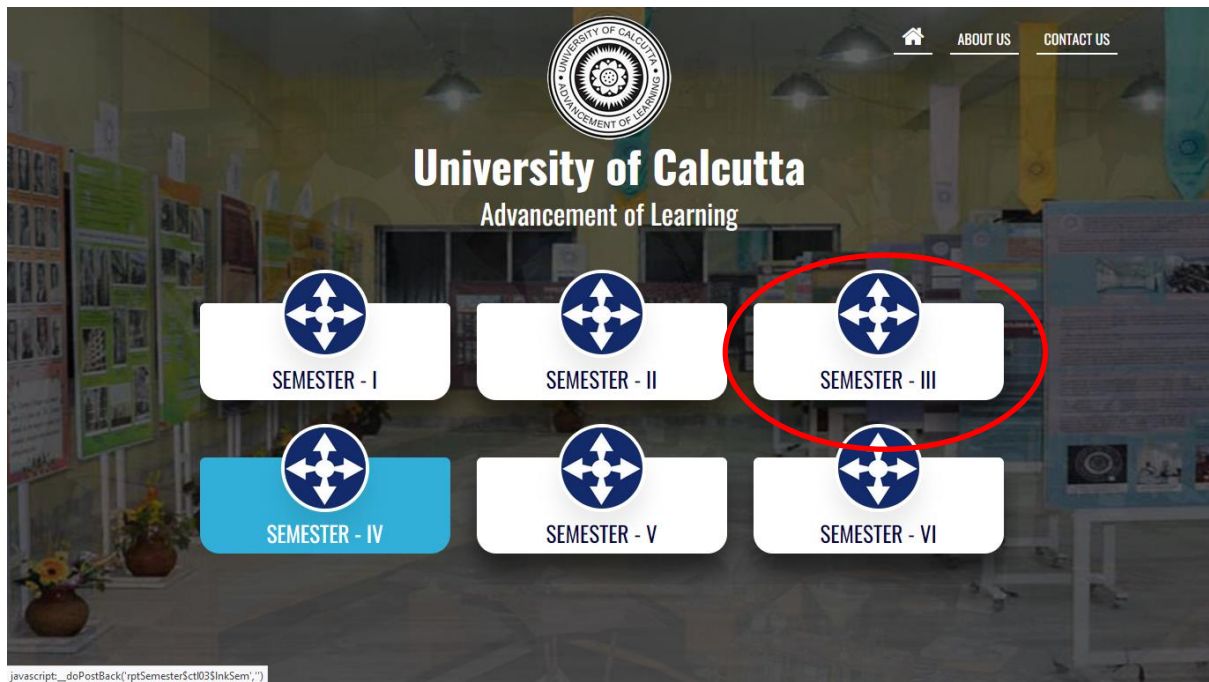 UNIVERSITY OF CALCUTTA
ADVANCEMENT OF LEARNING
ABOUT US
CONTACT US
University of Calcutta
Advancement of Learning
SEMESTER - I
SEMESTER - II
SEMESTER - III
SEMESTER - IV
SEMESTER - V
SEMESTER - VI
javascript:__doPostBack('rptSemester$ctl03$lnkSem','')